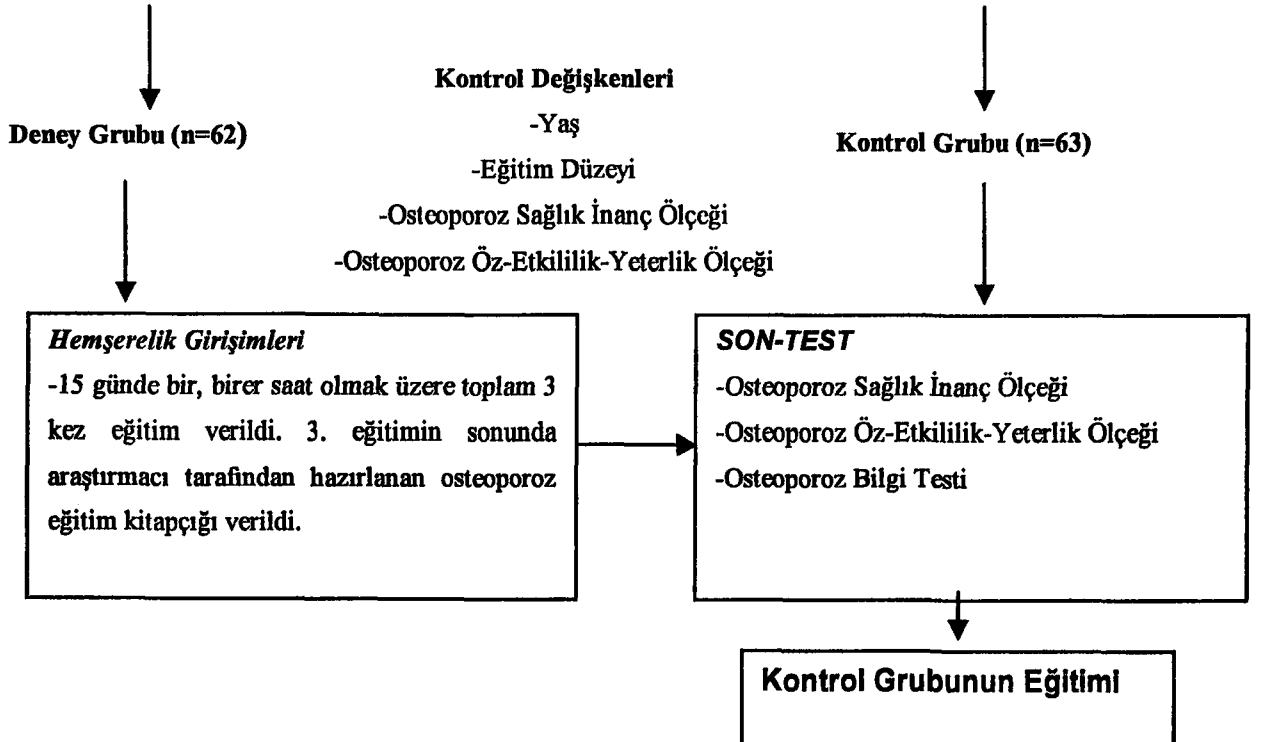 Kontrol Değişkenleri
-Yaş
-Eğitim Düzeyi
-Osteoporoz Sağlık İnanç Ölçeği
-Osteoporoz Öz-Etkililik-Yeterlik Ölçeği
Deney Grubu (n=62)
Kontrol Grubu (n=63)
Hemşerelik Girişimleri
-15 günde bir, birer saat olmak üzere toplam 3
kez eğitim verildi. 3. eğitimin sonunda
araştırmacı tarafından hazırlanan osteoporoz
eğitim kitapçığı verildi.
SON-TEST
-Osteoporoz Sağlık İnanç Ölçeği
-Osteoporoz Öz-Etkililik-Yeterlik Ölçeği
-Osteoporoz Bilgi Testi
Kontrol Grubunun Eğitimi